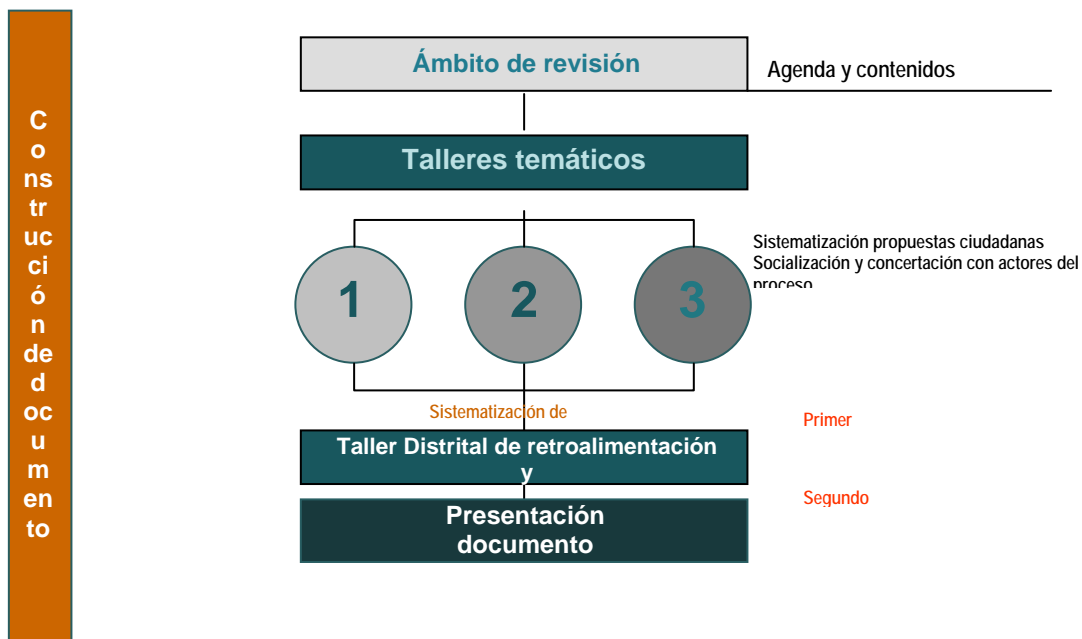 C
o
ns
tr
uc
ci
ó
n
de
d
oc
u
m
en
to
Ámbito de revisión
Agenda y contenidos
Talleres temáticos
1
2
3
Sistematización propuestas ciudadanas
Socialización y concertación con actores del
proceso
Sistematización de
Primer
Taller Distrital de retroalimentación
y
Segundo
Presentación
documento